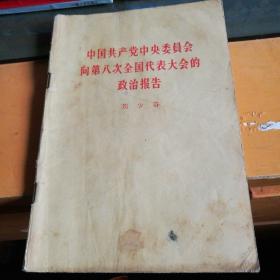 中国共产党中央委員会
向第八次全国代表大会的
政治报告
刘少奇